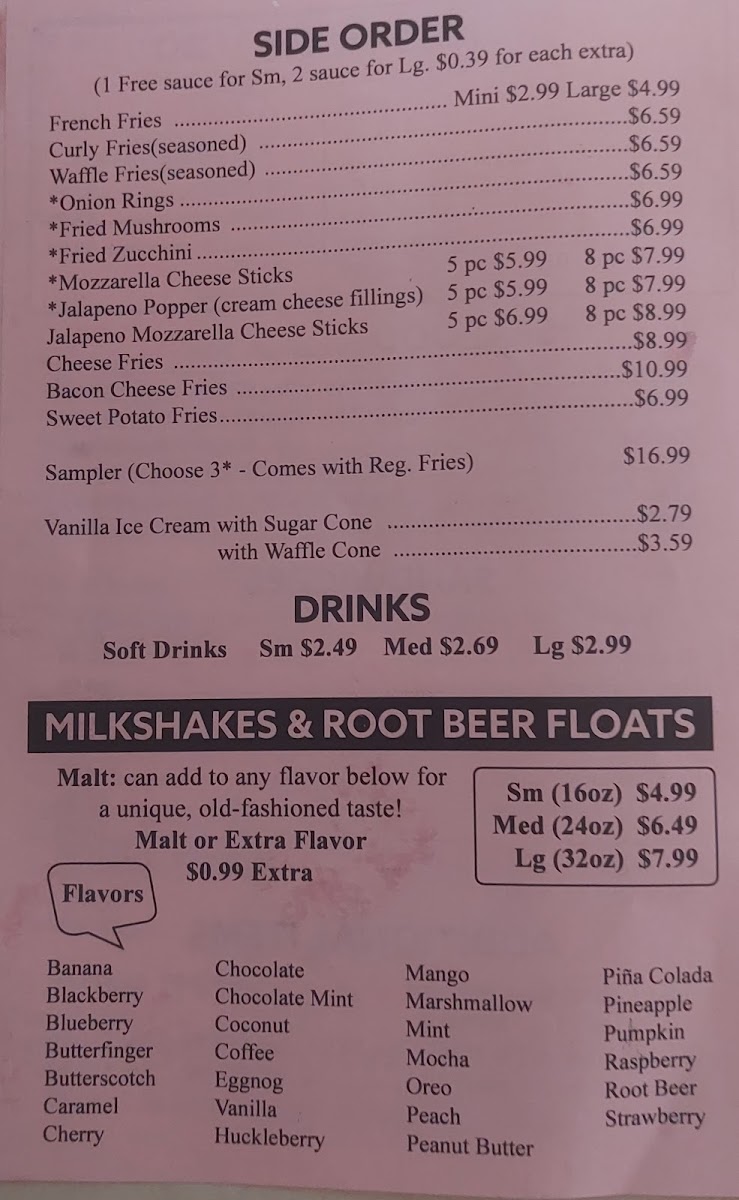 SIDE ORDER
(1 Free sauce for Sm, 2 sauce for Lg. $0.39 for each extra)
French Fries ........ Mini $2.99 Large $4.99
Curly Fries(seasoned) ........$6.59
Waffle Fries(seasoned) ........$6.59
*Onion Rings ........$6.59
*Fried Mushrooms ........$6.99
*Fried Zucchini ........$6.99
*Mozzarella Cheese Sticks 5 pc $5.99 8 pc $7.99
*Jalapeno Popper (cream cheese fillings) 5 pc $5.99 8 pc $7.99
Jalapeno Mozzarella Cheese Sticks 5 pc $6.99 8 pc $8.99
Cheese Fries ........$8.99
Bacon Cheese Fries ........$10.99
Sweet Potato Fries........$6.99
Sampler (Choose 3* - Comes with Reg. Fries) $16.99
Vanilla Ice Cream with Sugar Cone ........$2.79
with Waffle Cone ........$3.59
DRINKS
Soft Drinks Sm $2.49 Med $2.69 Lg $2.99
MILKSHAKES & ROOT BEER FLOATS
Malt: can add to any flavor below for
a unique, old-fashioned taste!
Malt or Extra Flavor
$0.99 Extra
Sm (16oz) $4.99
Med (24oz) $6.49
Lg (32oz) $7.99
Flavors
Banana
Blackberry
Blueberry
Butterfinger
Butterscotch
Caramel
Cherry
Chocolate
Chocolate Mint
Coconut
Coffee
Eggnog
Vanilla
Huckleberry
Mango
Marshmallow
Mint
Mocha
Oreo
Peach
Peanut Butter
Piña Colada
Pineapple
Pumpkin
Raspberry
Root Beer
Strawberry